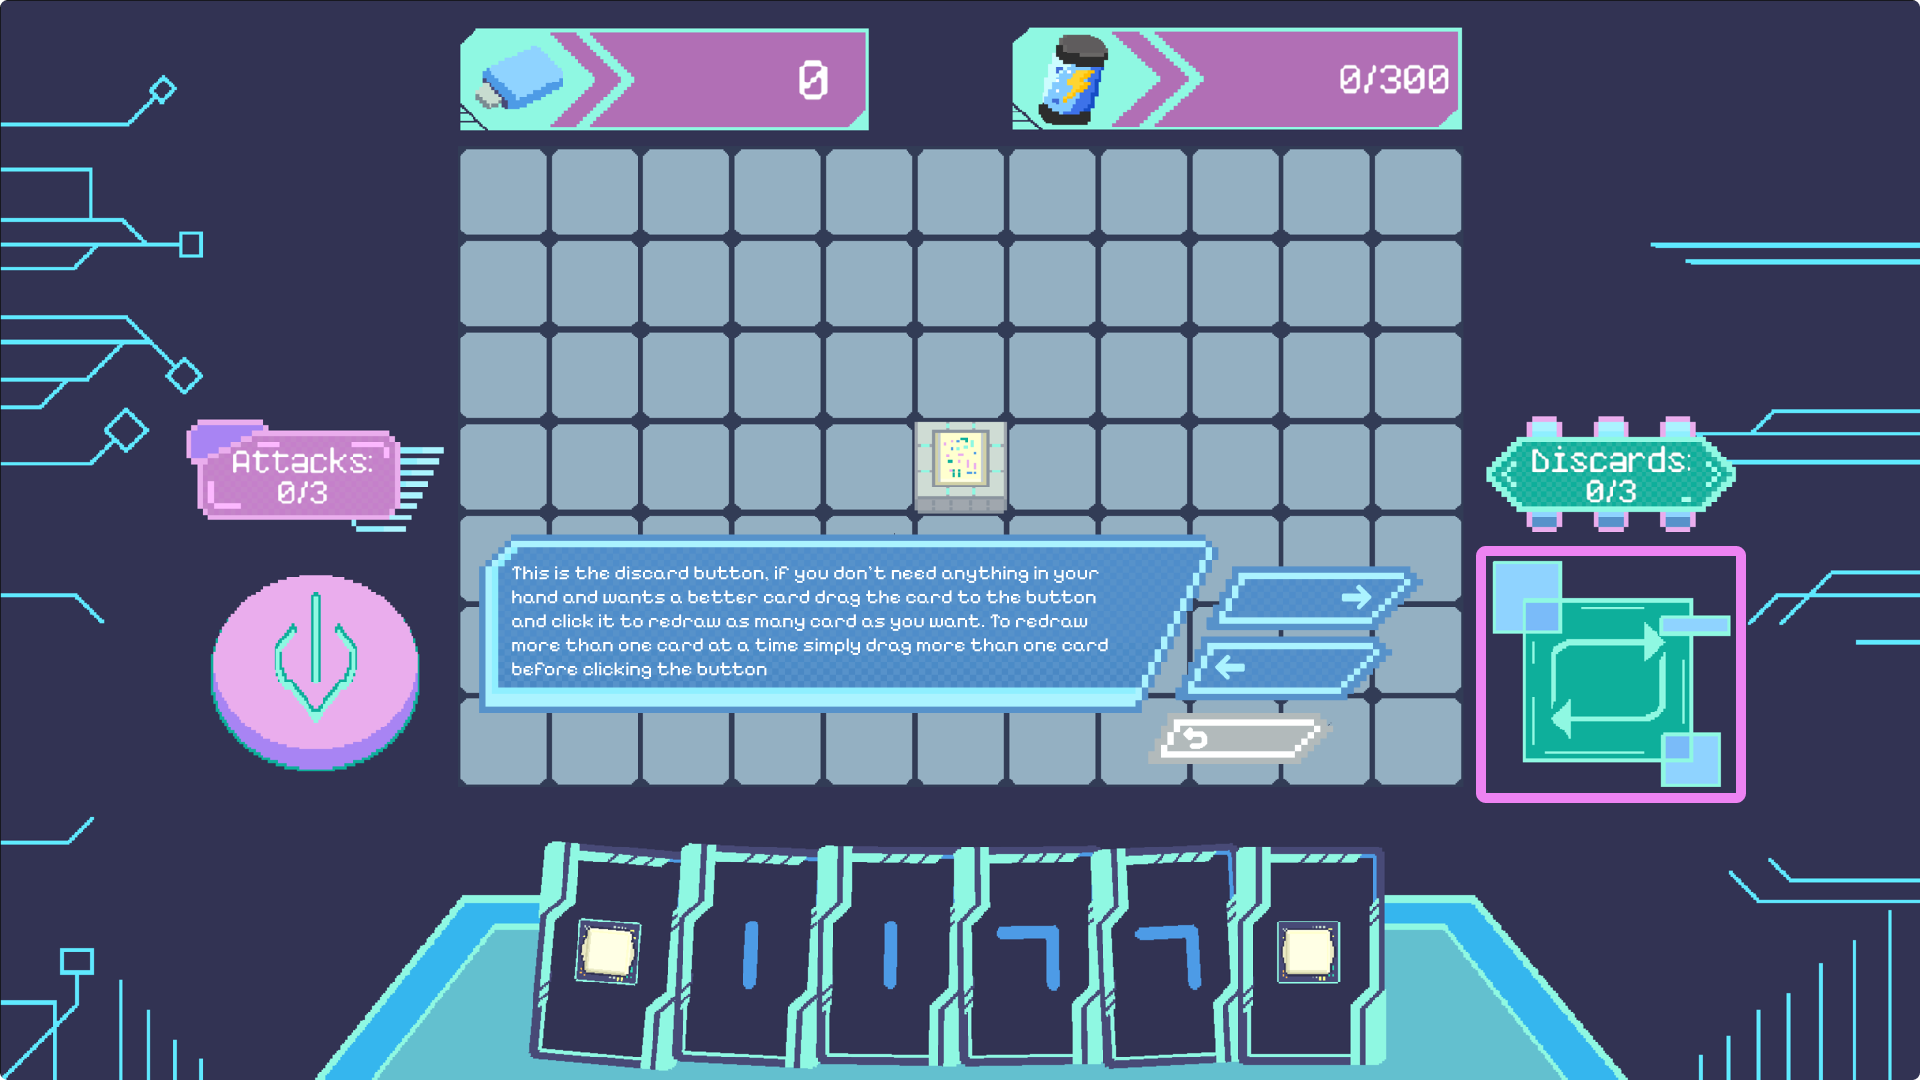 0
0/300
Attacks:
0/3
Discards:
0/3
This is the discard button, if you don't need anything in your
hand and wants a better card drag the card to the button
and click it to redraw as many card as you want. To redraw
more than one card at a time simply drag more than one card
before clicking the button